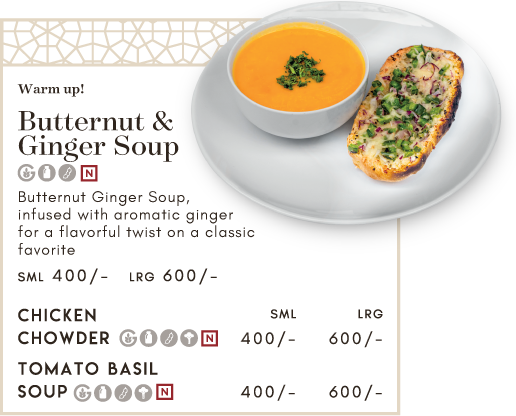 Warm up!
Butternut &
Ginger Soup
N
Butternut Ginger Soup,
infused with aromatic ginger
for a flavorful twist on a classic
favorite
SML 400/- LRG 600/-
CHICKEN SML LRG
CHOWDER N 400/- 600/-
TOMATO BASIL
SOUP N 400/- 600/-